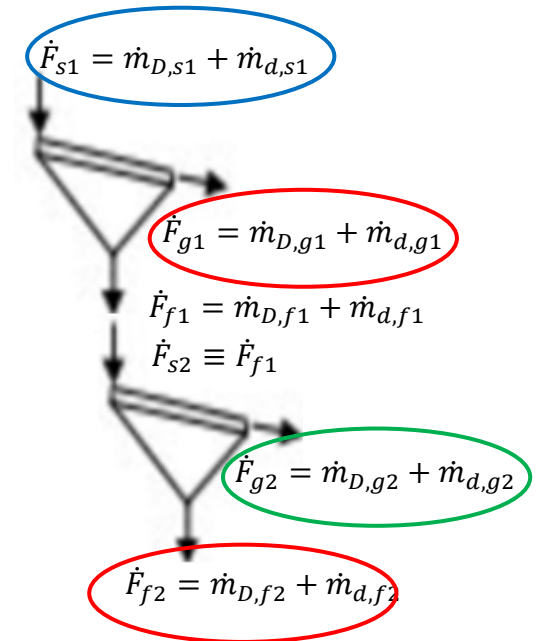 Ḟ_{s1} = ṁ_{D,s1} + ṁ_{d,s1}
Ḟ_{g1} = ṁ_{D,g1} + ṁ_{d,g1}
Ḟ_{f1} = ṁ_{D,f1} + ṁ_{d,f1}
Ḟ_{s2} ≡ Ḟ_{f1}
Ḟ_{g2} = ṁ_{D,g2} + ṁ_{d,g2}
Ḟ_{f2} = ṁ_{D,f2} + ṁ_{d,f2}